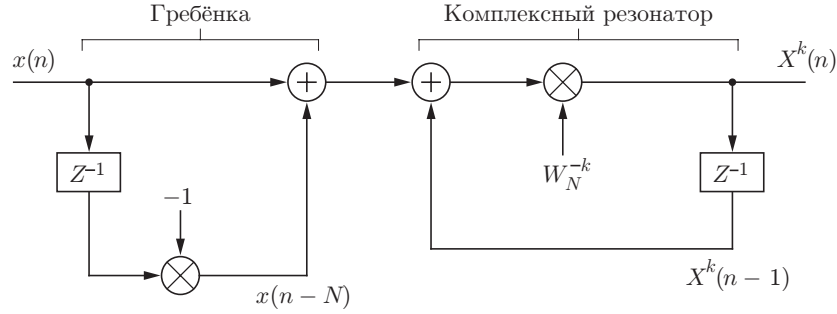 Гребёнка Комплексный резонатор
x(n) X^k(n)
+ +
Z^{-1} W_N^{-k} Z^{-1}
-1
x(n − N) X^k(n − 1)